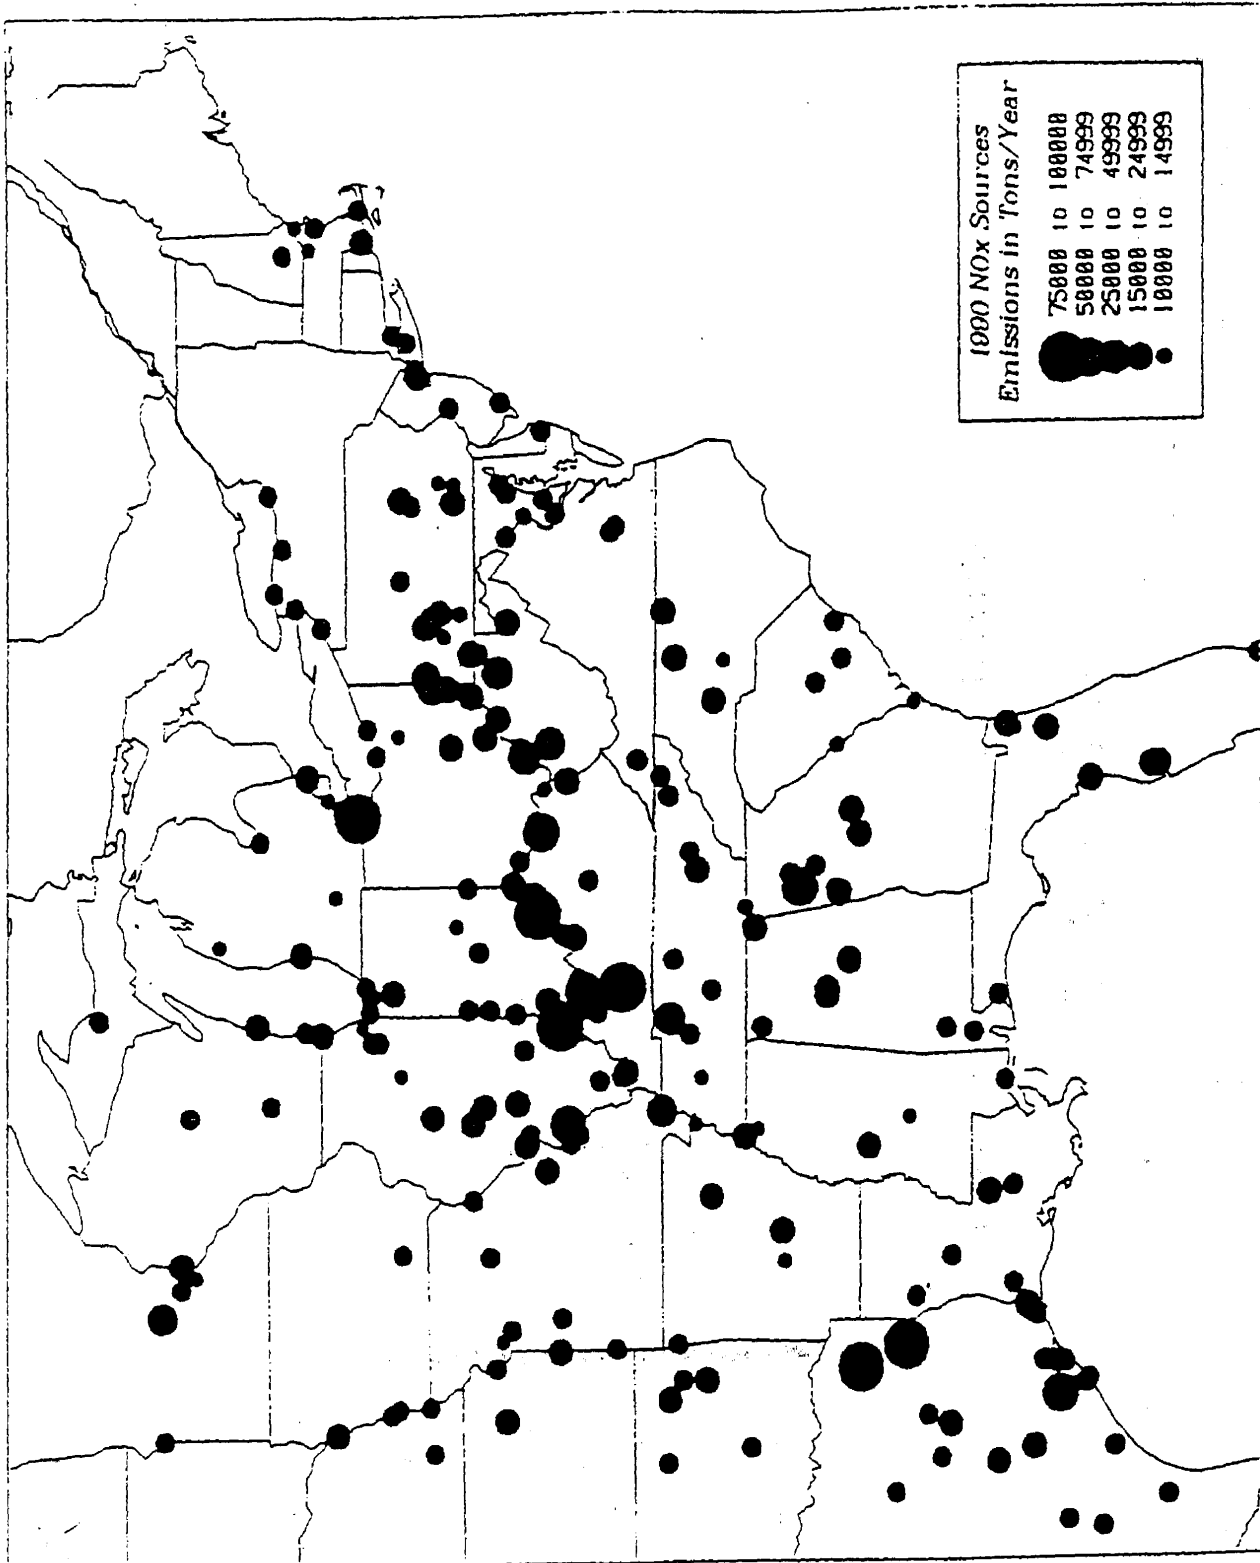 1990 NOx Sources
Emissions in Tons/Year
75000 to 100000
50000 to 74999
25000 to 49999
15000 to 24999
10000 to 14999